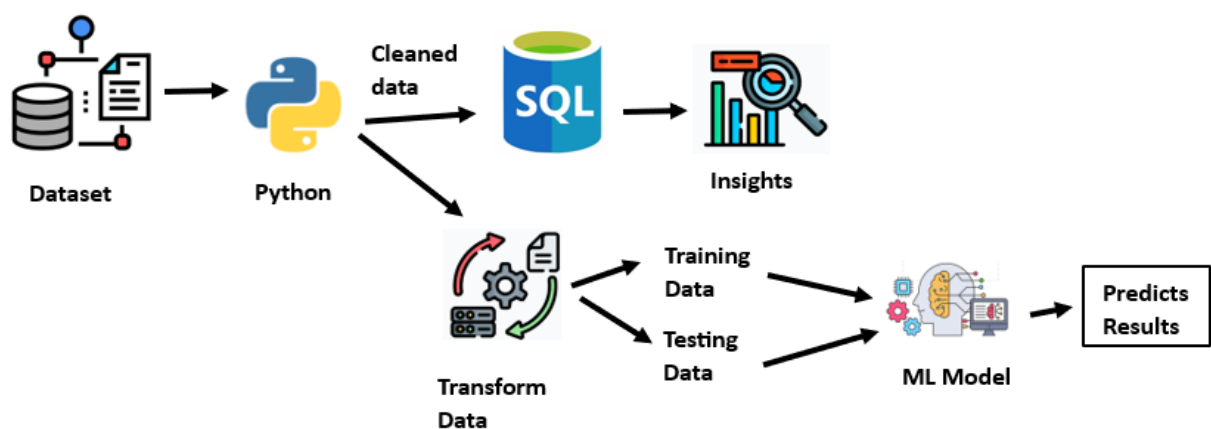 Cleaned
data
SQL
Dataset
Python
Insights
Transform
Data
Training
Data
Testing
Data
ML Model
Predicts
Results